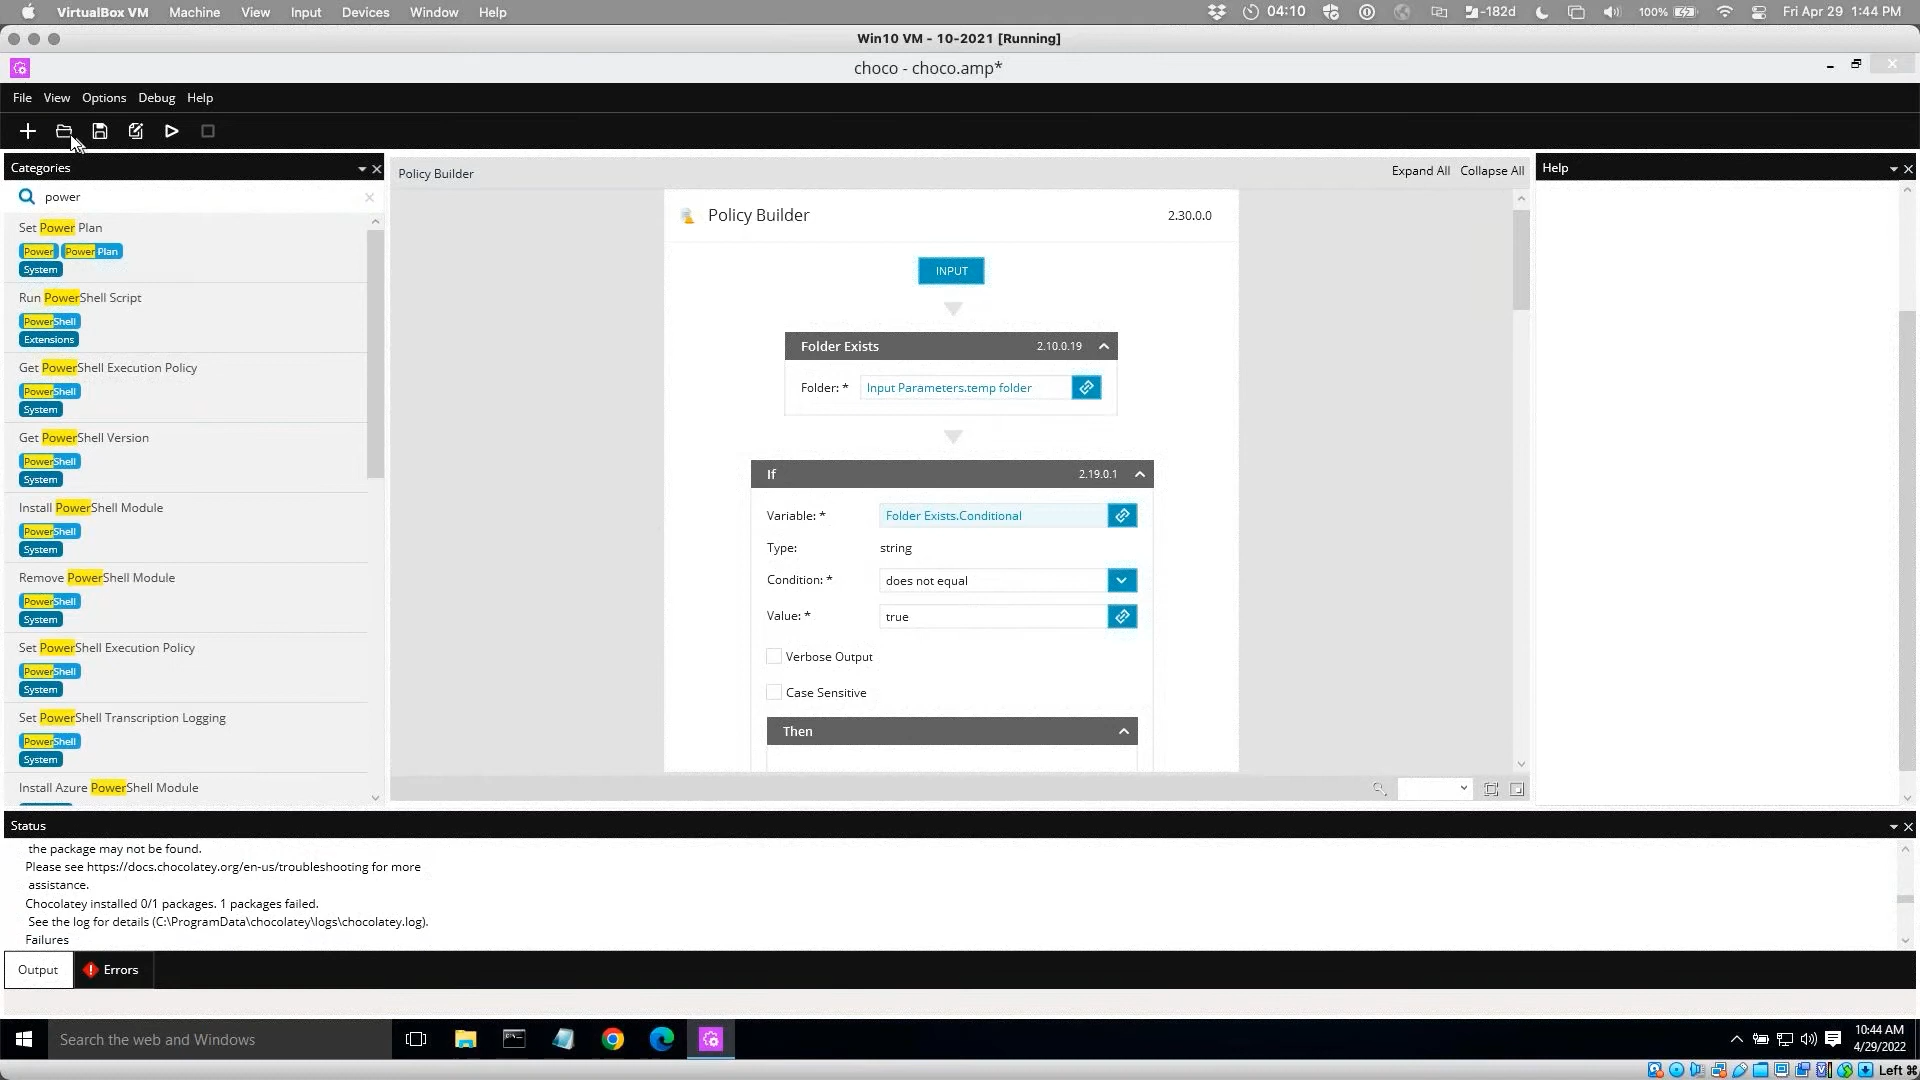 VirtualBox VM Machine View Input Devices Window Help 04:10 -182d 100% Fri Apr 29 1:44 PM
Win10 VM - 10-2021 [Running]
choco - choco.amp*
File View Options Debug Help
Categories
power
Set Power Plan
Power Power Plan
System
Run PowerShell Script
PowerShell
Extensions
Get PowerShell Execution Policy
PowerShell
System
Get PowerShell Version
PowerShell
System
Install PowerShell Module
PowerShell
System
Remove PowerShell Module
PowerShell
System
Set PowerShell Execution Policy
PowerShell
System
Set PowerShell Transcription Logging
PowerShell
System
Install Azure PowerShell Module
Policy Builder
Expand All Collapse All
Policy Builder 2.30.0.0
INPUT
Folder Exists 2.10.0.19
Folder: * Input Parameters.temp folder
If 2.19.0.1
Variable: * Folder Exists.Conditional
Type: string
Condition: * does not equal
Value: * true
Verbose Output
Case Sensitive
Then
Help
Status
the package may not be found.
Please see https://docs.chocolatey.org/en-us/troubleshooting for more
assistance.
Chocolatey installed 0/1 packages. 1 packages failed.
See the log for details (C:\ProgramData\chocolatey\logs\chocolatey.log).
Failures
Output Errors
Search the web and Windows
10:44 AM
4/29/2022
Left ⌘